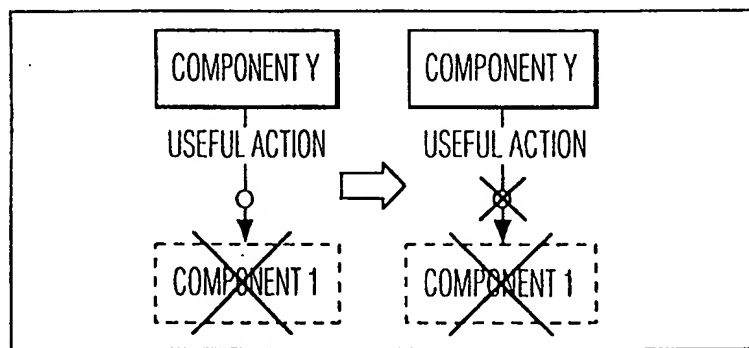 COMPONENT Y COMPONENT Y
USEFUL ACTION USEFUL ACTION
COMPONENT 1 COMPONENT 1